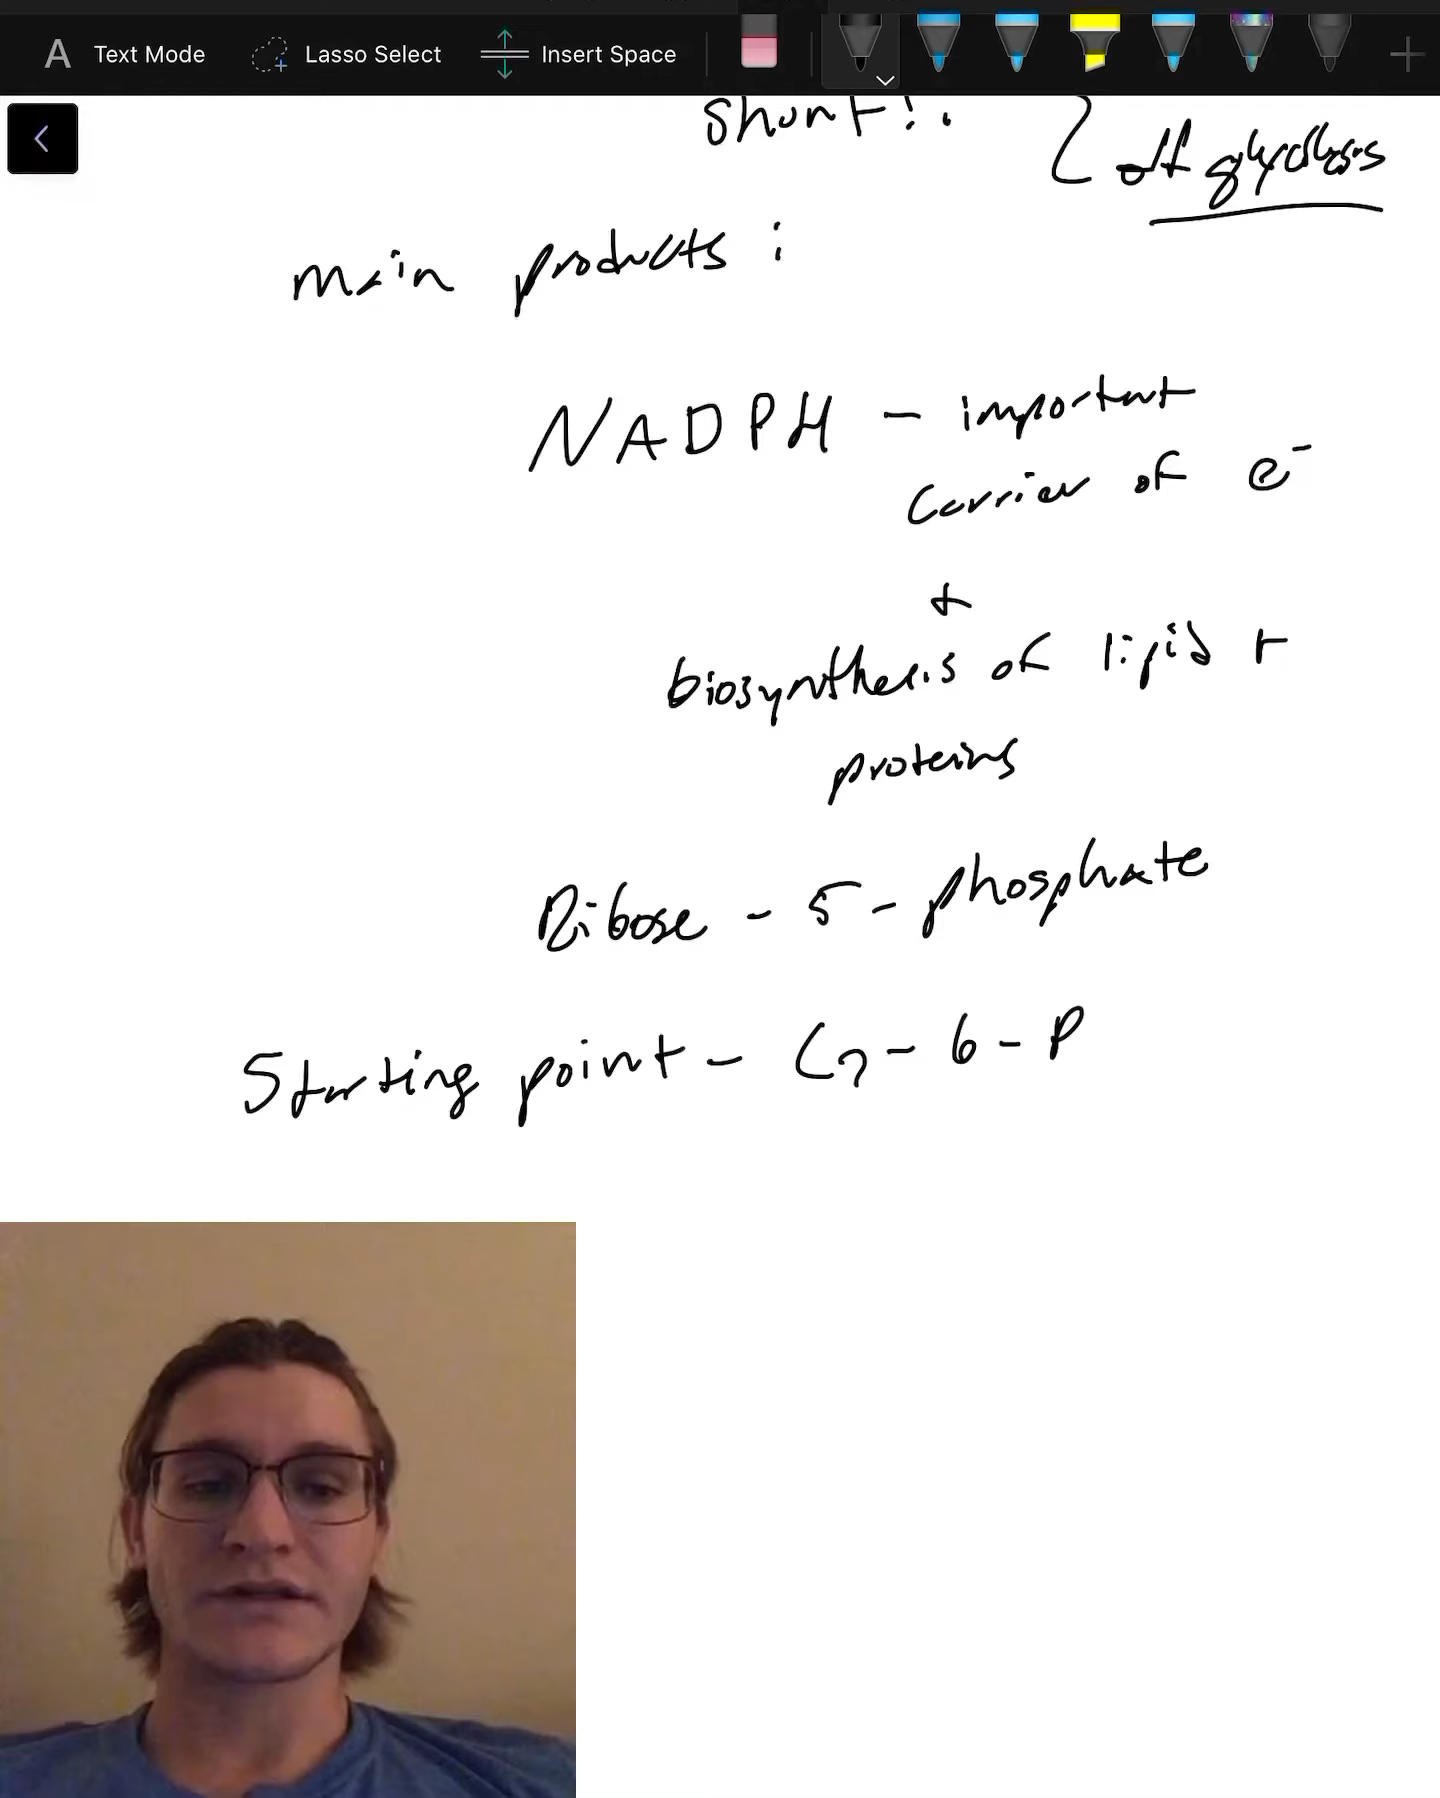 A Text Mode Lasso Select Insert Space
shunt!.
off glycolysis
main products :
NADPH - important
carrier of e⁻
+
biosynthesis of lipid +
proteins
Ribose - 5 - phosphate
Starting point - G - 6 - P